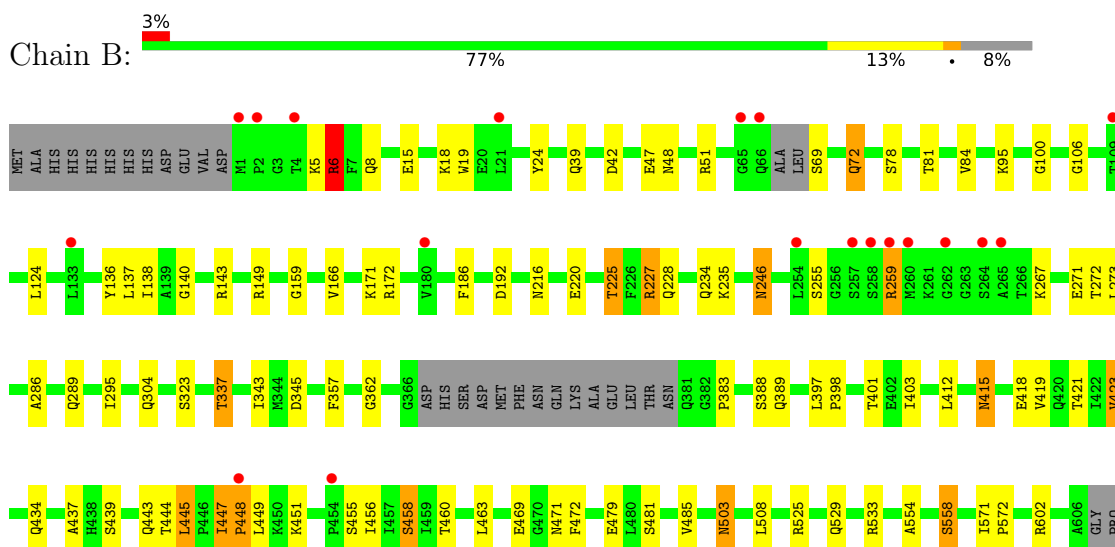 3%
Chain B:
77% 13% • 8%
MET ALA HIS HIS HIS HIS HIS HIS ASP GLU VAL ASP M1 P2 G3 T4 K5 R6 F7 Q8 E15 K18 W19 E20 L21 Y24 Q39 D42 E47 N48 R51 G65 Q66 ALA LEU S69 Q72 S78 T81 V84 K95 G100 G106 T109
L124 L133 Y136 L137 I138 A139 G140 R143 R149 G159 V166 K171 R172 V180 F186 D192 N216 E220 T225 F226 R227 Q228 Q234 K235 N246 L254 S255 G256 S257 S258 R259 M260 K261 G262 G263 S264 A265 T266 K267 E271 T272 L273
A286 Q289 I295 Q304 S323 T337 I343 M344 D345 F357 G362 G366 ASP HIS SER ASP MET PHE ASN GLN LYS ALA GLU LEU THR ASN Q381 G382 P383 S388 Q389 L397 P398 T401 E402 I403 L412 N415 E418 V419 Q420 T421 I422 V423
Q434 A437 H438 S439 Q443 T444 L445 P446 I447 P448 L449 K450 K451 P454 S455 I456 I457 S458 I459 T460 L463 E469 G470 N471 F472 E479 L480 S481 V485 N503 L508 R525 Q529 R533 A554 S558 I571 P572 R602 A606 GLY PRO